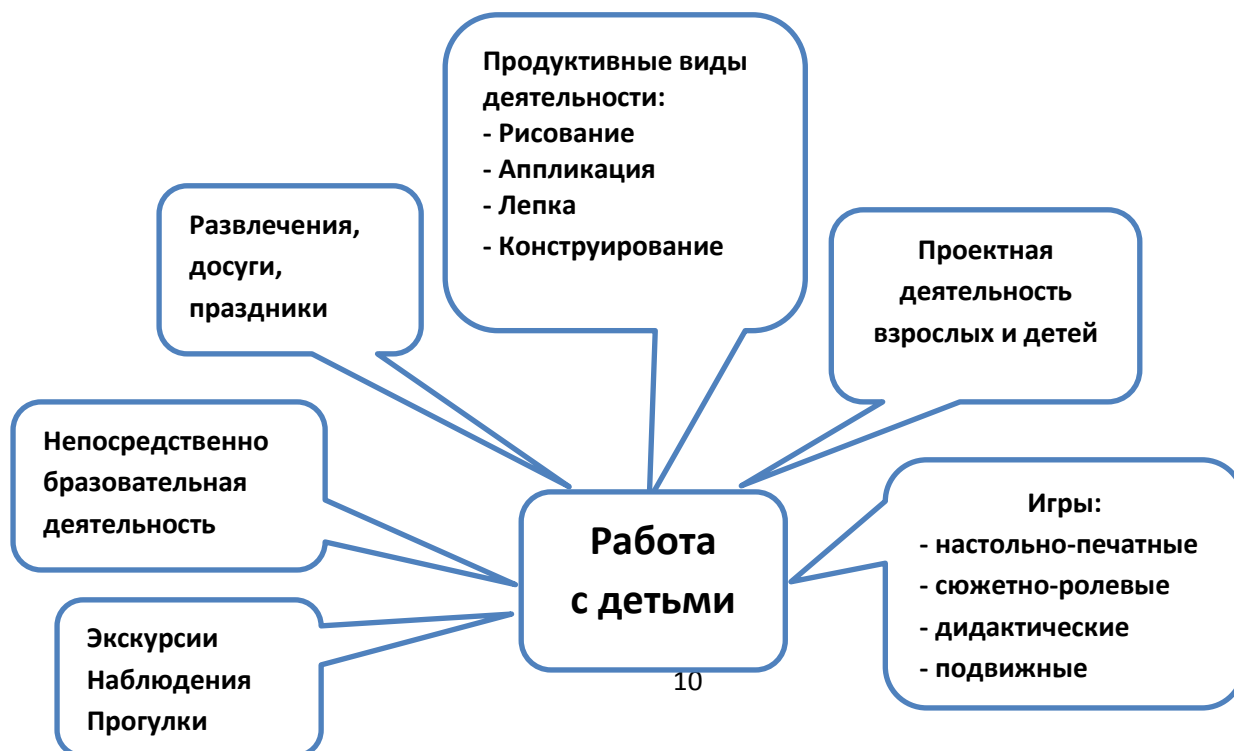 Продуктивные виды
деятельности:
- Рисование
- Аппликация
- Лепка
- Конструирование
Развлечения,
досуги,
праздники
Проектная
деятельность
взрослых и детей
Непосредственно
бразовательная
деятельность
Игры:
- настольно-печатные
- сюжетно-ролевые
- дидактические
- подвижные
Работа
с детьми
Экскурсии
Наблюдения
Прогулки
10